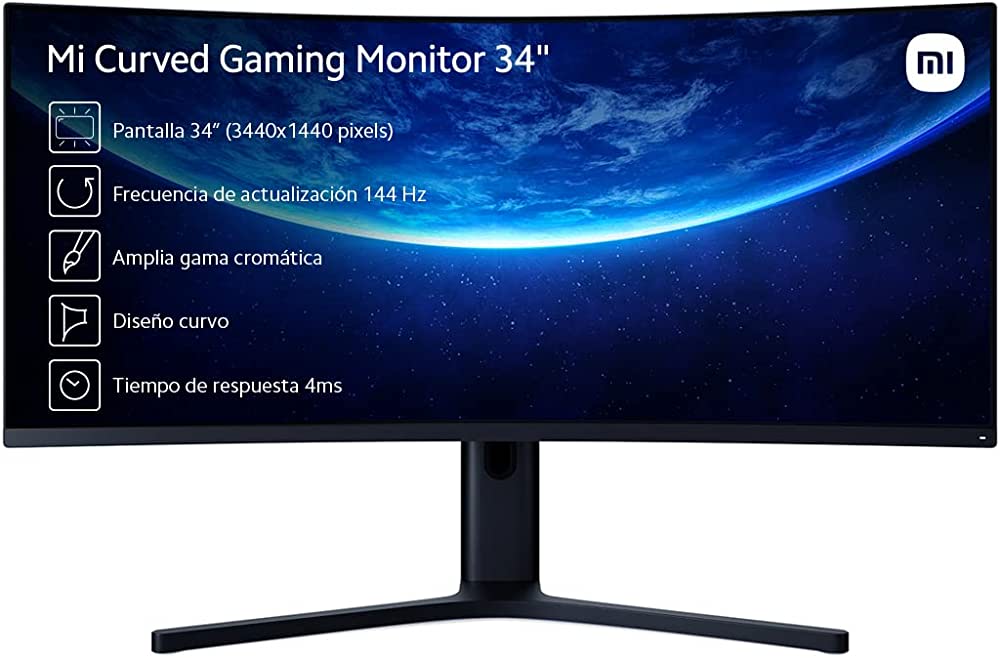 Mi Curved Gaming Monitor 34"
mi
Pantalla 34” (3440x1440 pixels)
Frecuencia de actualización 144 Hz
Amplia gama cromática
Diseño curvo
Tiempo de respuesta 4ms